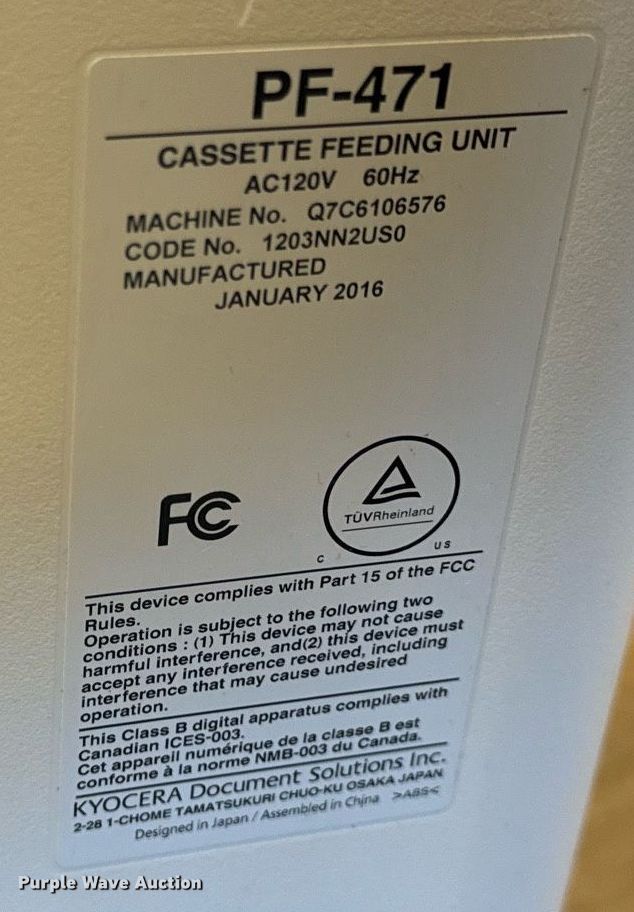 PF-471
CASSETTE FEEDING UNIT
AC120V 60Hz
MACHINE No. Q7C6106576
CODE No. 1203NN2US0
MANUFACTURED
JANUARY 2016
FC
TÜVRheinland
C US
This device complies with Part 15 of the FCC
Rules.
Operation is subject to the following two
conditions : (1) This device may not cause
harmful interference, and(2) this device must
accept any interference received, including
interference that may cause undesired
operation.
This Class B digital apparatus complies with
Canadian ICES-003.
Cet appareil numérique de la classe B est
conforme à la norme NMB-003 du Canada.
KYOCERA Document Solutions Inc.
2-28 1-CHOME TAMATSUKURI CHUO-KU OSAKA JAPAN
Designed in Japan / Assembled in China >ABS<
Purple Wave Auction